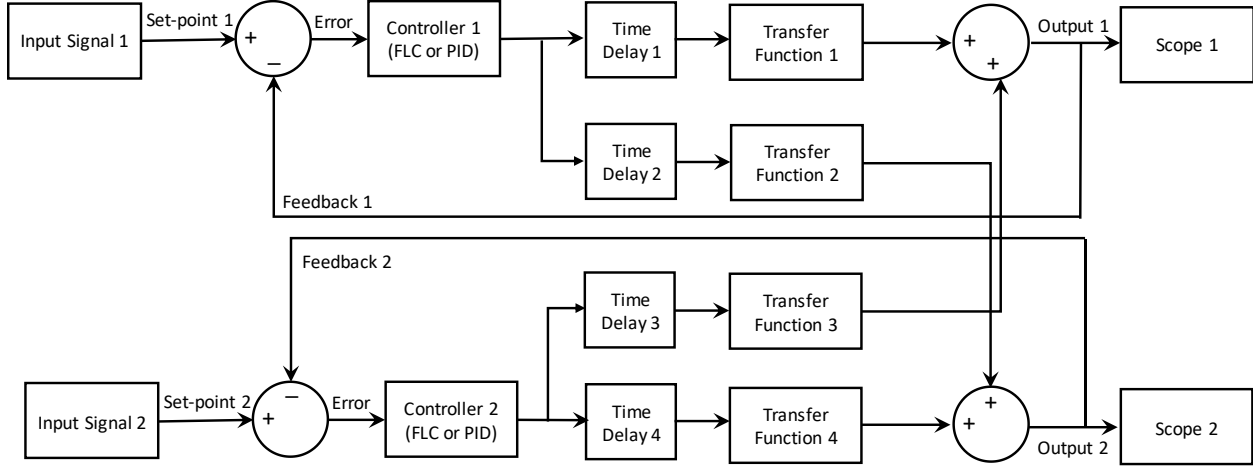 Input Signal 1
Set-point 1
+
−
Error
Controller 1
(FLC or PID)
Time
Delay 1
Transfer
Function 1
+
+
Output 1
Scope 1
Time
Delay 2
Transfer
Function 2
Feedback 1
Feedback 2
Time
Delay 3
Transfer
Function 3
Input Signal 2
Set-point 2
−
+
Error
Controller 2
(FLC or PID)
Time
Delay 4
Transfer
Function 4
+
+
Output 2
Scope 2